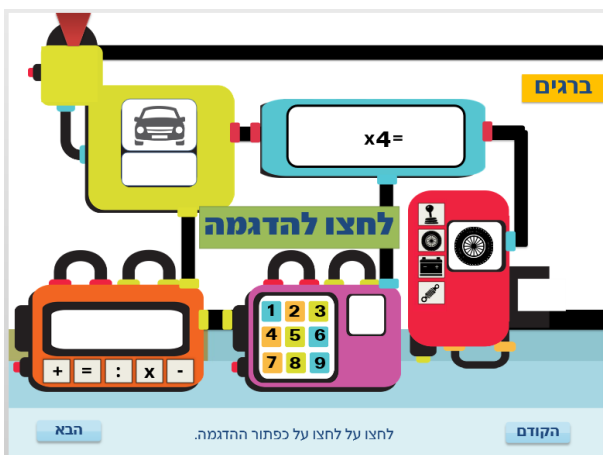 ברגים
x4=
לחצו להדגמה
1 2 3
4 5 6
7 8 9
+ = : x -
הקודם
לחצו על לחצו על כפתור ההדגמה.
הבא